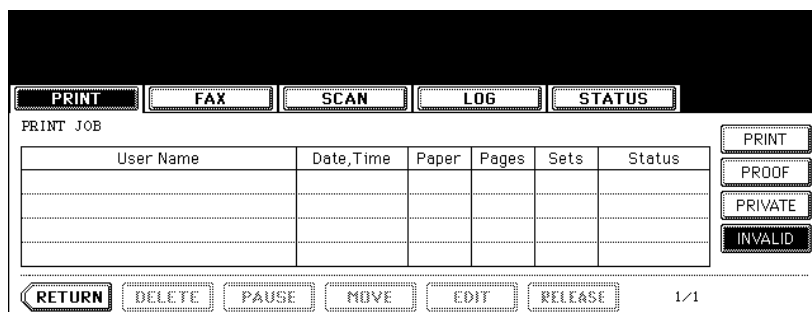 PRINT FAX SCAN LOG STATUS
PRINT JOB
User Name Date,Time Paper Pages Sets Status
PRINT
PROOF
PRIVATE
INVALID
RETURN DELETE PAUSE MOVE EDIT RELEASE 1/1